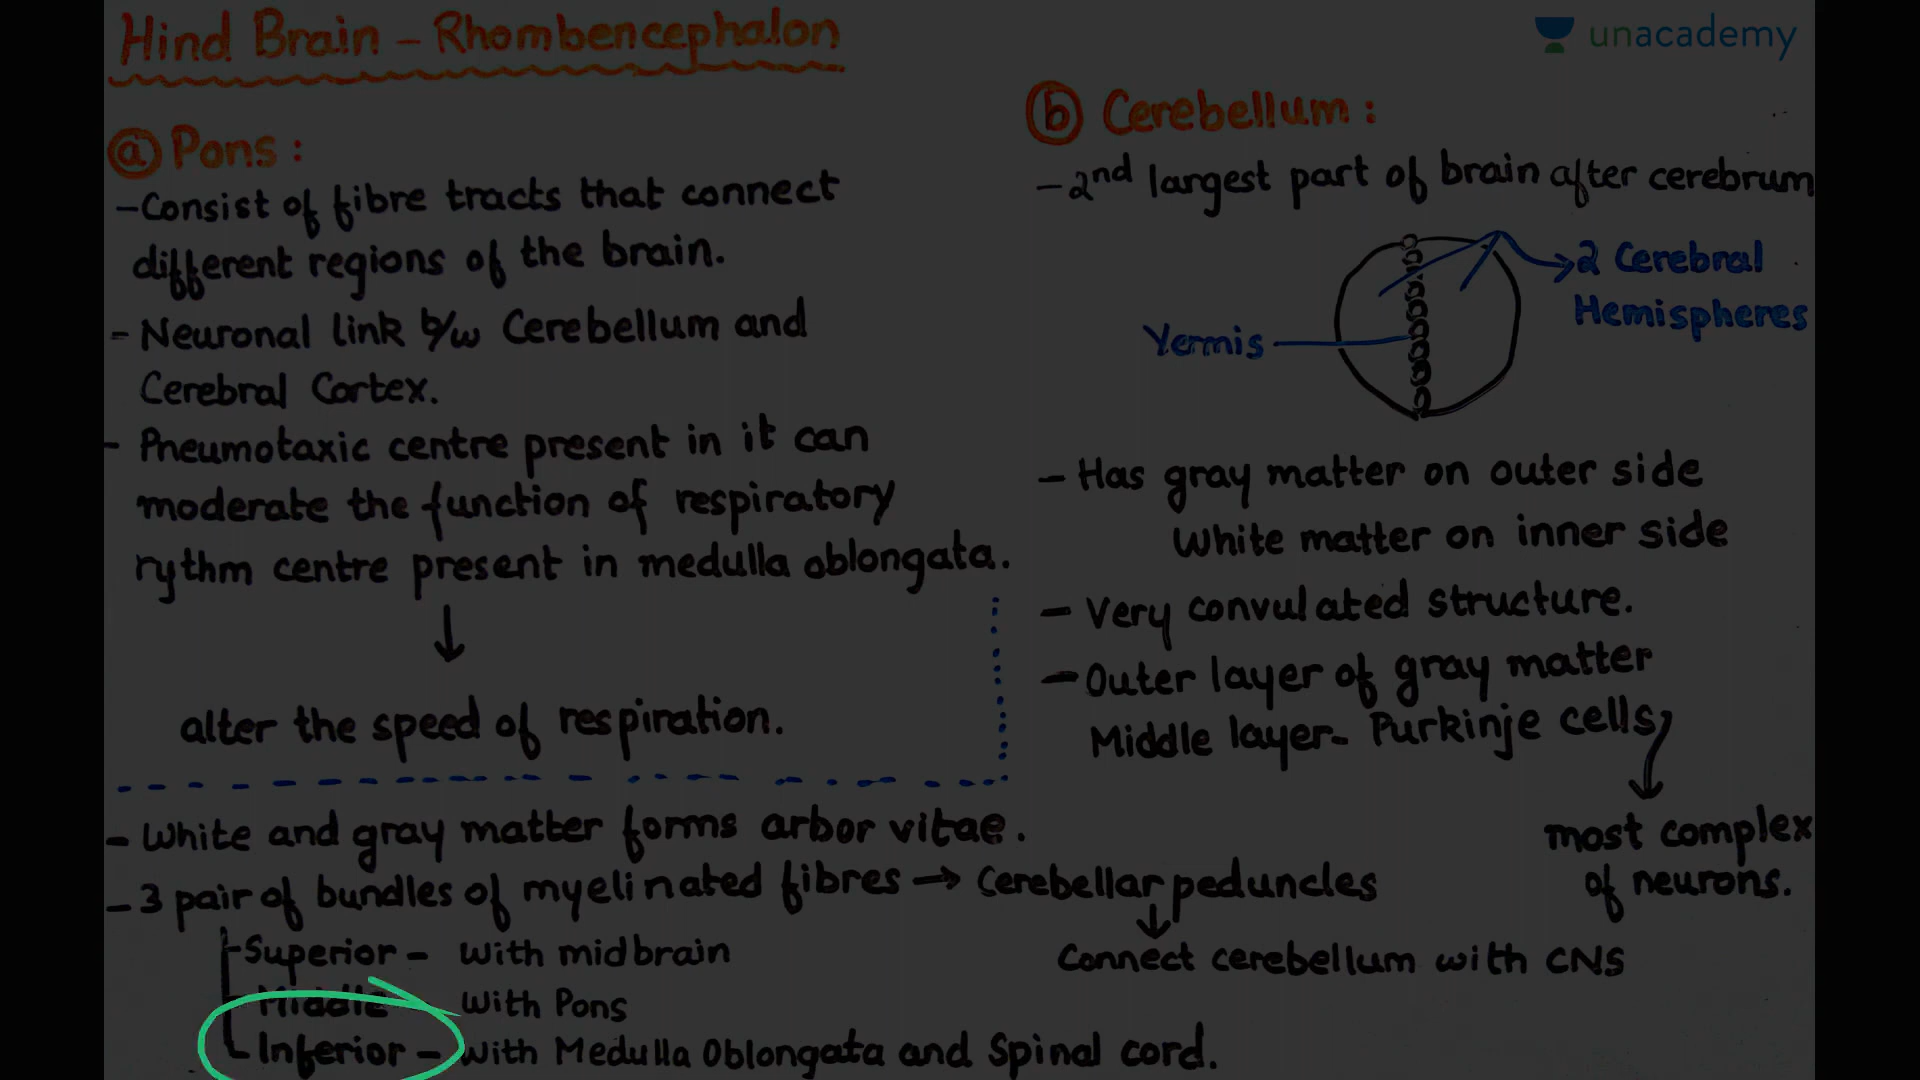 Hind Brain - Rhombencephalon
unacademy
a Pons:
-Consist of fibre tracts that connect
different regions of the brain.
- Neuronal link b/w Cerebellum and
Cerebral Cortex.
- Pneumotaxic centre present in it can
moderate the function of respiratory
rythm centre present in medulla oblongata.
alter the speed of respiration.
b Cerebellum:
-2nd largest part of brain after cerebrum
2 Cerebral
Hemispheres
Vermis
- Has gray matter on outer side
White matter on inner side
- Very convulated structure.
- Outer layer of gray matter
Middle layer- Purkinje cells
most complex
of neurons.
- White and gray matter forms arbor vitae.
- 3 pair of bundles of myelinated fibres → Cerebellar peduncles
Connect cerebellum with CNS
Superior - With midbrain
Middle - With Pons
Inferior - With Medulla Oblongata and Spinal cord.